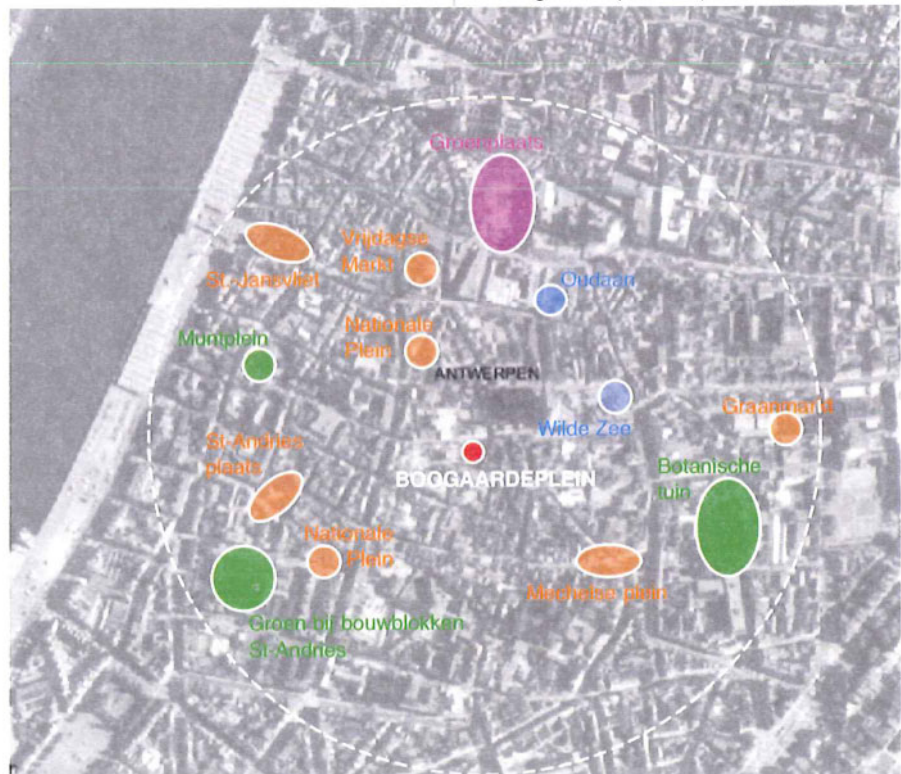 Groenplaats
Vrijdagse
Markt
St.-Jansvliet
Oudaan
Nationale
Plein
Muntplein
ANTWERPEN
Graanmarkt
Wilde Zee
St-Andries
plaats
BOOGAARDEPLEIN
Botanische
tuin
Nationale
Plein
Mechelse plein
Groen bij bouwblokken
St-Andries